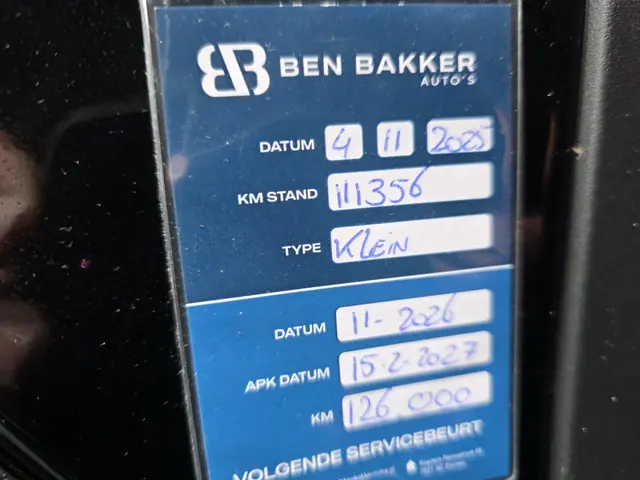 BEN BAKKER
AUTO'S
DATUM 4 11 2025
KM STAND 111356
TYPE Klein
DATUM 11-2026
APK DATUM 15-2-2027
KM 126 000
VOLGENDE SERVICEBEURT